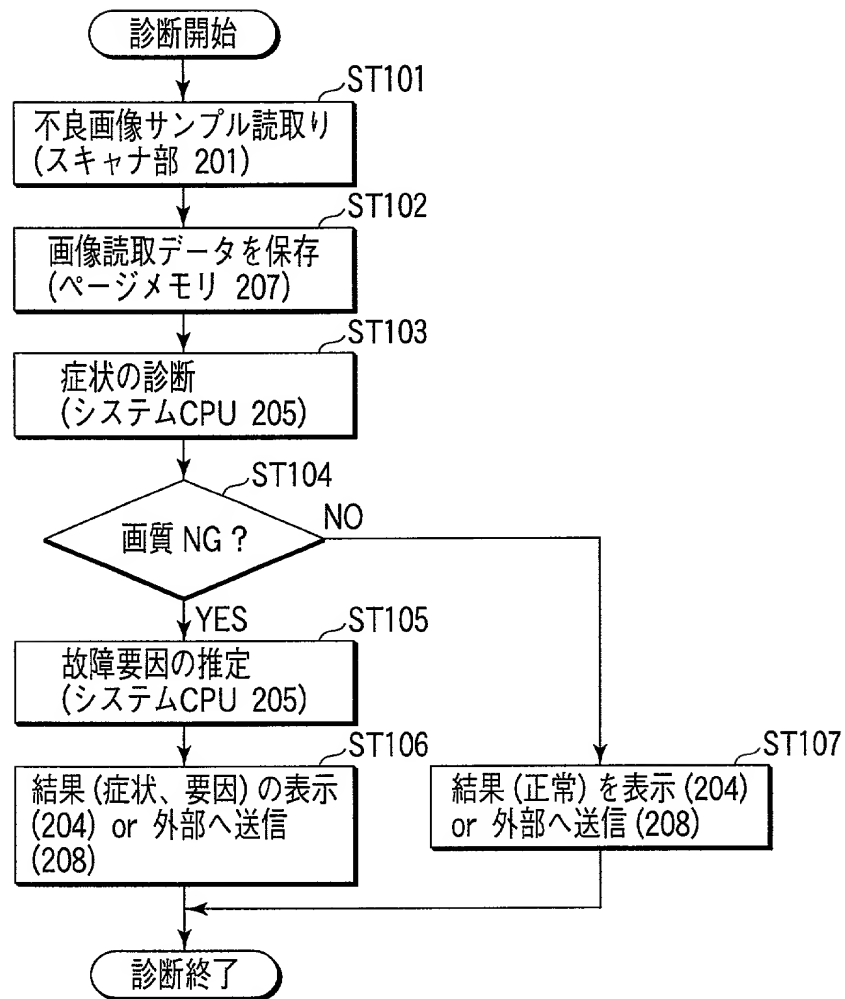 診断開始
ST101
不良画像サンプル読取り
(スキャナ部 201)
ST102
画像読取データを保存
(ページメモリ 207)
ST103
症状の診断
(システムCPU 205)
ST104
画質 NG ?
NO
YES
ST105
故障要因の推定
(システムCPU 205)
ST106
結果 (症状、要因) の表示
(204) or 外部へ送信
(208)
ST107
結果 (正常) を表示 (204)
or 外部へ送信 (208)
診断終了